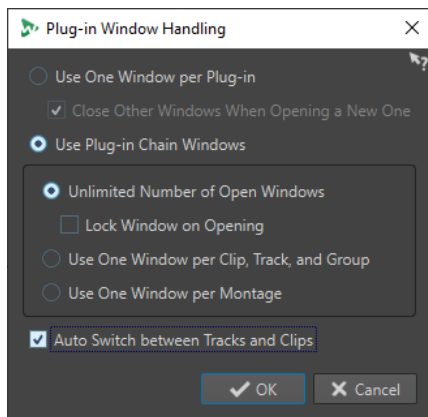 Plug-in Window Handling
Use One Window per Plug-in
Close Other Windows When Opening a New One
Use Plug-in Chain Windows
Unlimited Number of Open Windows
Lock Window on Opening
Use One Window per Clip, Track, and Group
Use One Window per Montage
Auto Switch between Tracks and Clips
OK
Cancel